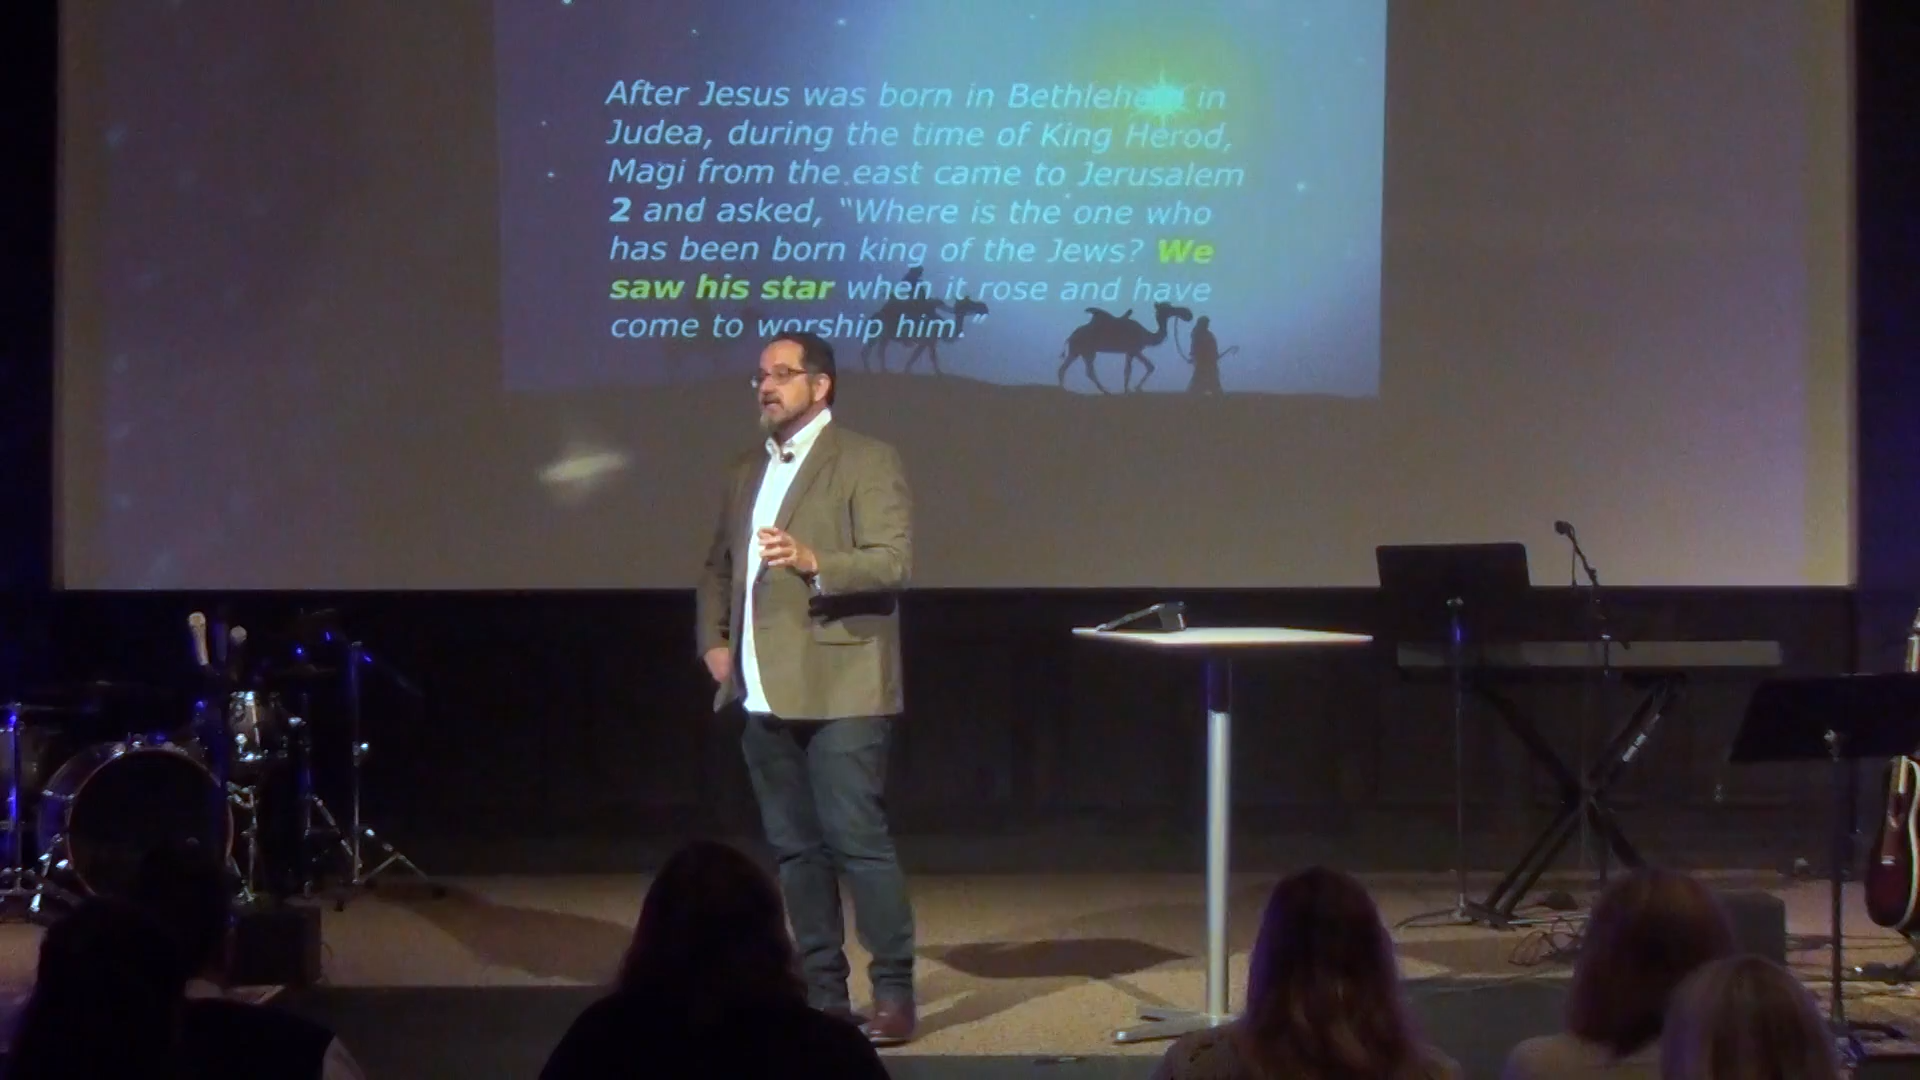 After Jesus was born in Bethlehem in
Judea, during the time of King Herod,
Magi from the east came to Jerusalem
2 and asked, “Where is the one who
has been born king of the Jews? We
saw his star when it rose and have
come to worship him.”